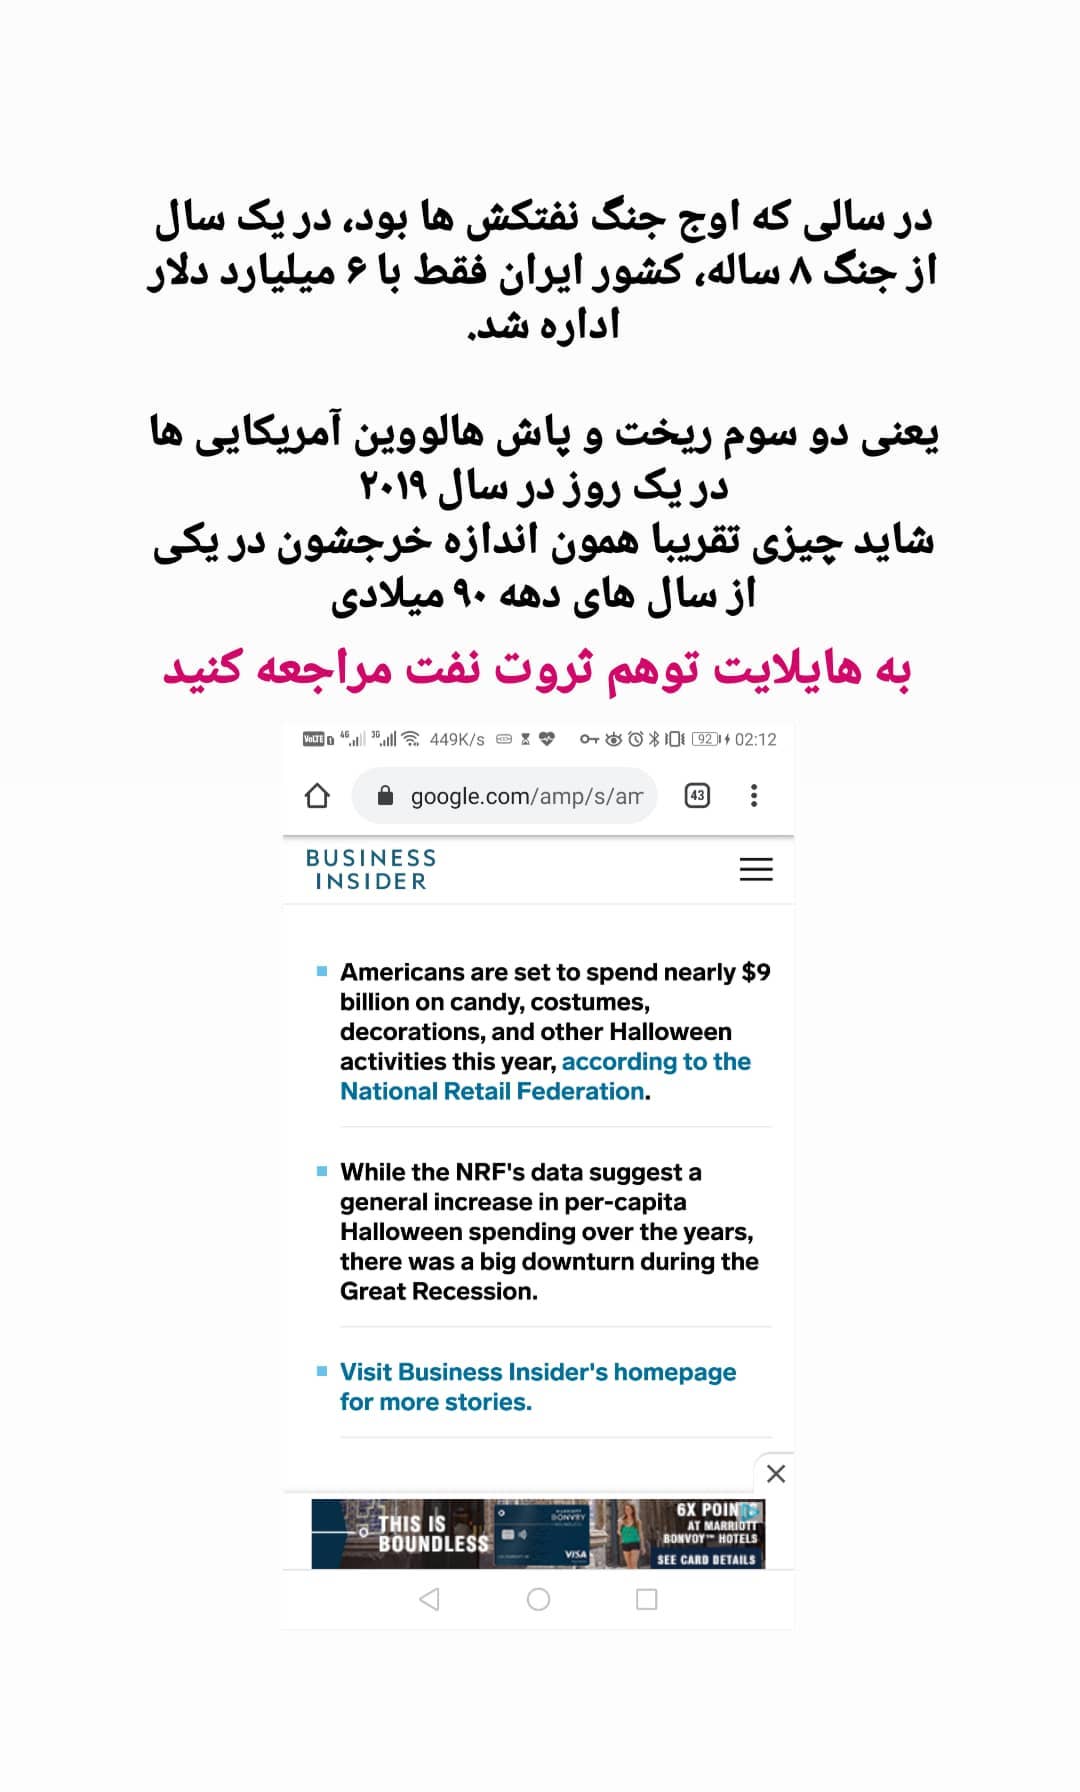 در سالی که اوج جنگ نفتکش ها بود، در یک سال
از جنگ ۸ ساله، کشور ایران فقط با ۶ میلیارد دلار
اداره شد.
یعنی دو سوم ریخت و پاش هالووین آمریکایی ها
در یک روز در سال ۲۰۱۹
شاید چیزی تقریبا همون اندازه خرجشون در یکی
از سال های دهه ۹۰ میلادی
به هایلایت توهم ثروت نفت مراجعه کنید
VoLTE 1 4G 3G 449K/s 92 02:12
google.com/amp/s/am 43
BUSINESS
INSIDER
Americans are set to spend nearly $9
billion on candy, costumes,
decorations, and other Halloween
activities this year, according to the
National Retail Federation.
While the NRF's data suggest a
general increase in per-capita
Halloween spending over the years,
there was a big downturn during the
Great Recession.
Visit Business Insider's homepage
for more stories.
THIS IS
BOUNDLESS
BONVOY
VISA
6X POINTS
AT MARRIOTT
BONVOY™ HOTELS
SEE CARD DETAILS